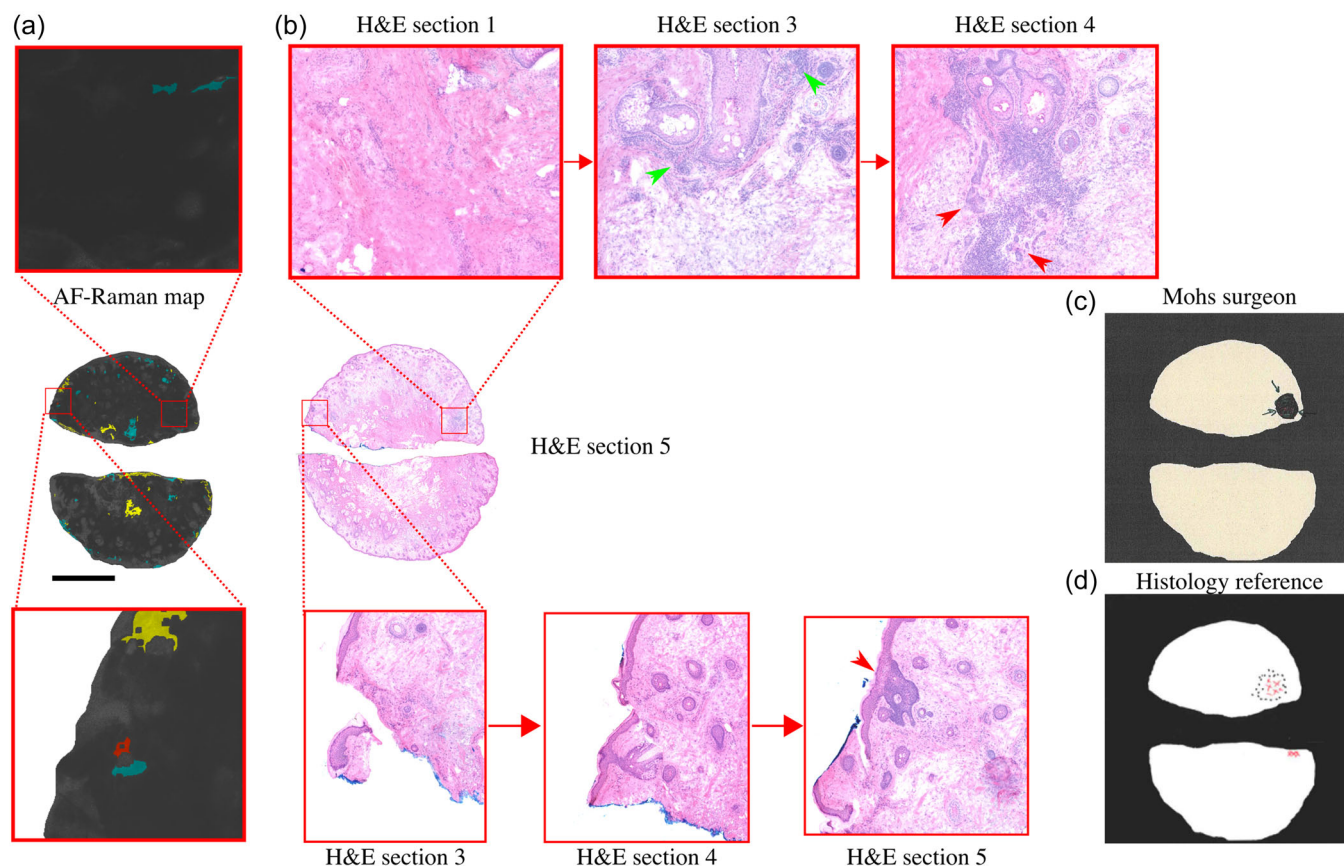 (a)
(b)
H&E section 1
H&E section 3
H&E section 4
AF-Raman map
H&E section 5
(c)
Mohs surgeon
(d)
Histology reference
H&E section 3
H&E section 4
H&E section 5